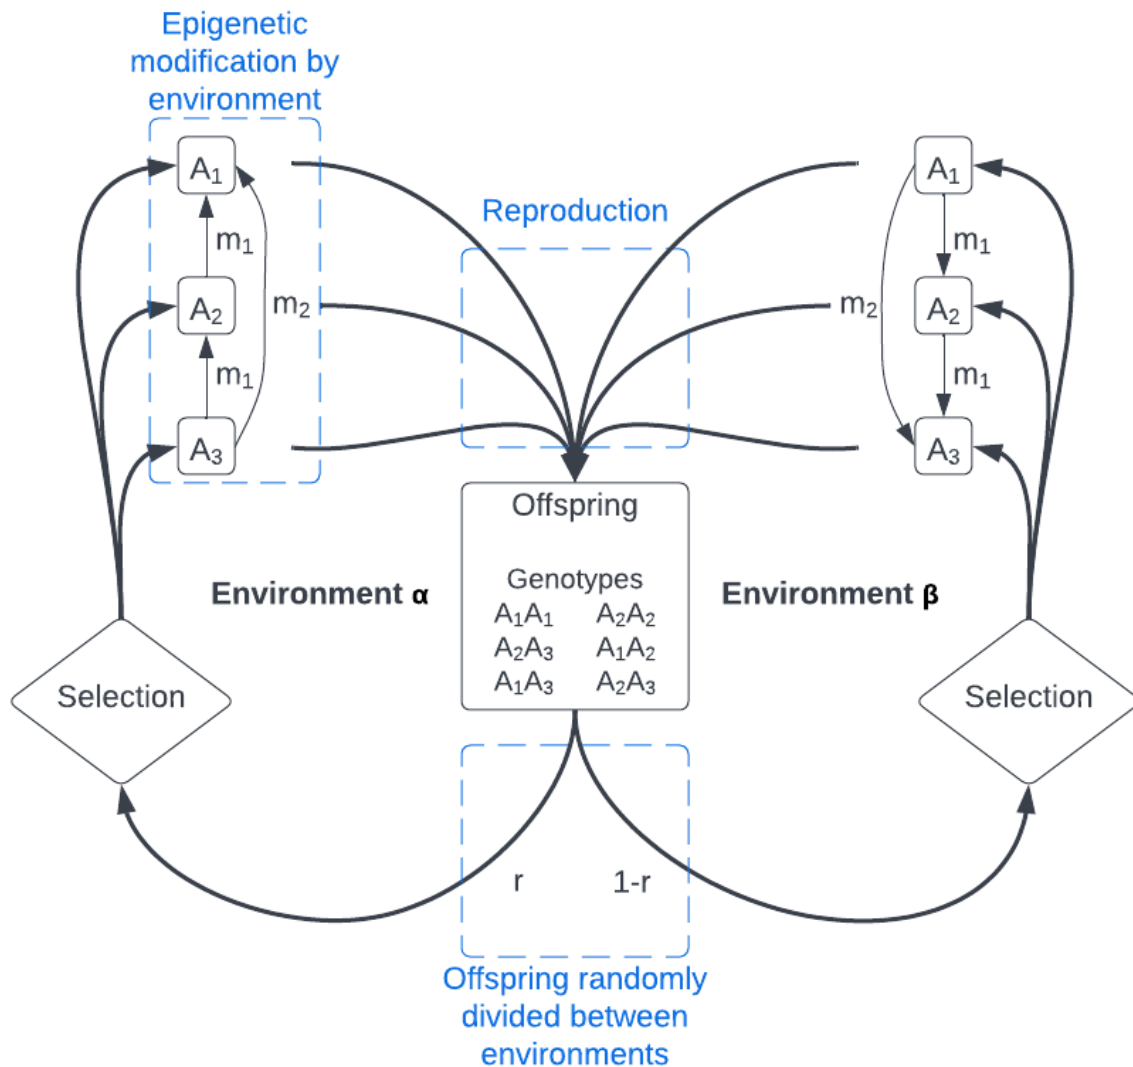 Epigenetic
modification by
environment
A₁
m₁
A₂
m₂
m₁
A₃
Reproduction
A₁
m₁
m₂
A₂
m₁
A₃
Offspring
Genotypes
A₁A₁ A₂A₂
A₂A₃ A₁A₂
A₁A₃ A₂A₃
Environment α
Environment β
Selection
Selection
r
1-r
Offspring randomly
divided between
environments